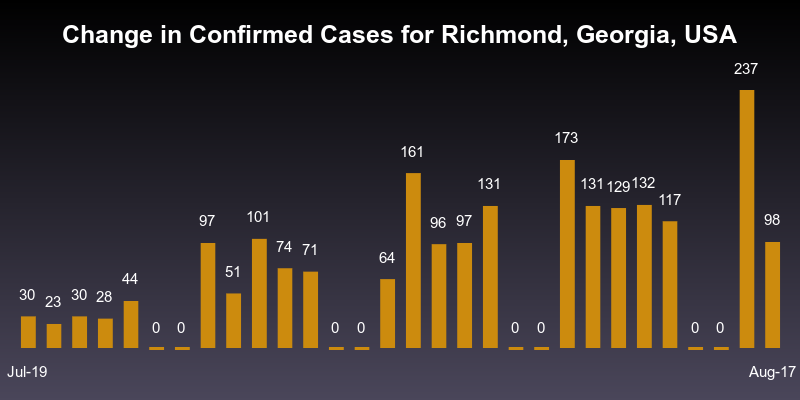 Change in Confirmed Cases for Richmond, Georgia, USA
30 23 30 28 44 0 0 97 51 101 74 71 0 0 64 161 96 97 131 0 0 173 131 129 132 117 0 0 237 98
Jul-19 Aug-17